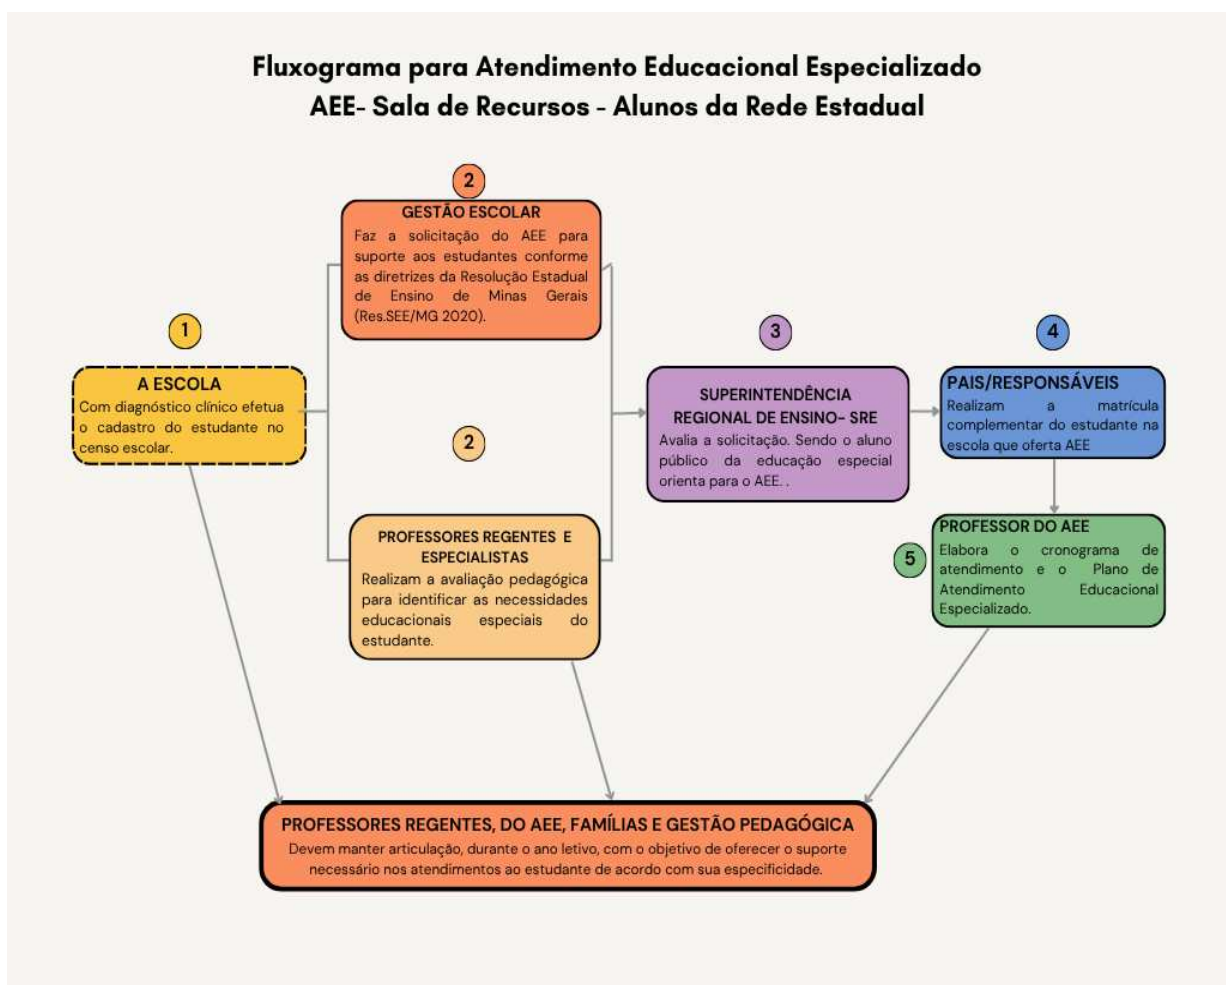 Fluxograma para Atendimento Educacional Especializado
AEE- Sala de Recursos - Alunos da Rede Estadual
1
A ESCOLA
Com diagnóstico clínico efetua
o cadastro do estudante no
censo escolar.
2
GESTÃO ESCOLAR
Faz a solicitação do AEE para
suporte aos estudantes conforme
as diretrizes da Resolução Estadual
de Ensino de Minas Gerais
(Res.SEE/MG 2020).
2
PROFESSORES REGENTES E
ESPECIALISTAS
Realizam a avaliação pedagógica
para identificar as necessidades
educacionais especiais do
estudante.
3
SUPERINTENDÊNCIA
REGIONAL DE ENSINO- SRE
Avalia a solicitação. Sendo o aluno
público da educação especial
orienta para o AEE. .
4
PAIS/RESPONSÁVEIS
Realizam a matrícula
complementar do estudante na
escola que oferta AEE
5
PROFESSOR DO AEE
Elabora o cronograma de
atendimento e o Plano de
Atendimento Educacional
Especializado.
PROFESSORES REGENTES, DO AEE, FAMÍLIAS E GESTÃO PEDAGÓGICA
Devem manter articulação, durante o ano letivo, com o objetivo de oferecer o suporte
necessário nos atendimentos ao estudante de acordo com sua especificidade.